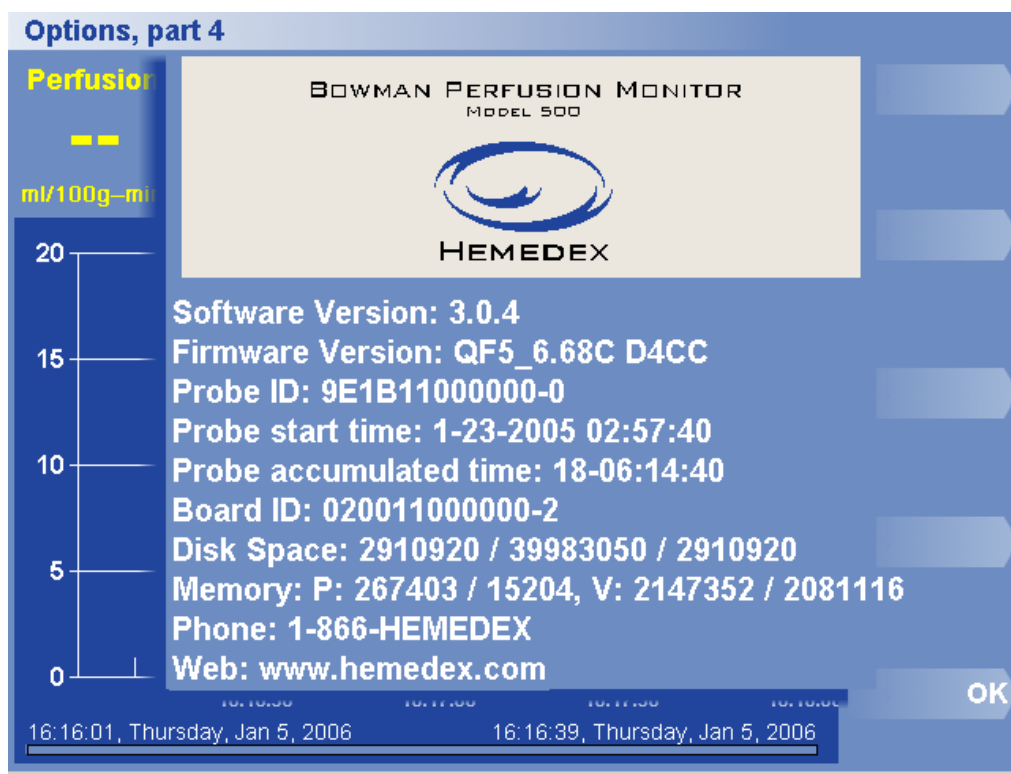 Options, part 4
Perfusion
--
ml/100g–min
BOWMAN PERFUSION MONITOR
MODEL 500
HEMEDEX
20
15
10
5
0
Software Version: 3.0.4
Firmware Version: QF5_6.68C D4CC
Probe ID: 9E1B11000000-0
Probe start time: 1-23-2005 02:57:40
Probe accumulated time: 18-06:14:40
Board ID: 020011000000-2
Disk Space: 2910920 / 39983050 / 2910920
Memory: P: 267403 / 15204, V: 2147352 / 2081116
Phone: 1-866-HEMEDEX
Web: www.hemedex.com
OK
16:16:01, Thursday, Jan 5, 2006 16:16:39, Thursday, Jan 5, 2006